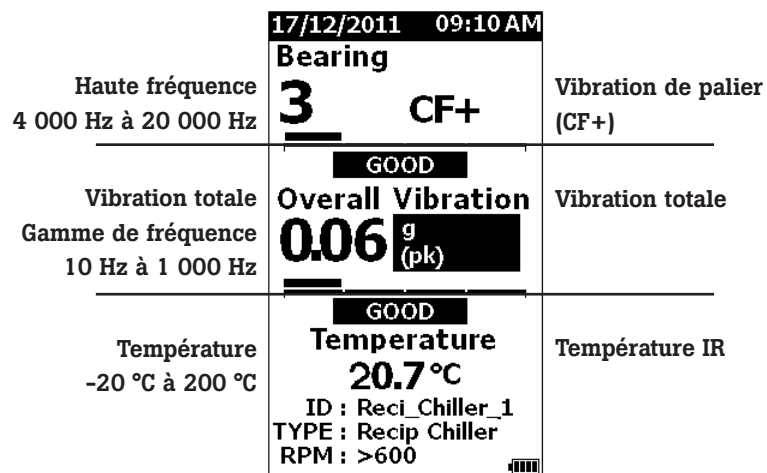 17/12/2011 09:10 AM
Bearing
Haute fréquence
4 000 Hz à 20 000 Hz
3 CF+
Vibration de palier
(CF+)
GOOD
Vibration totale
Gamme de fréquence
10 Hz à 1 000 Hz
Overall Vibration
0.06 g
(pk)
Vibration totale
GOOD
Température
-20 °C à 200 °C
Temperature
20.7 °C
Température IR
ID : Reci_Chiller_1
TYPE : Recip Chiller
RPM : >600